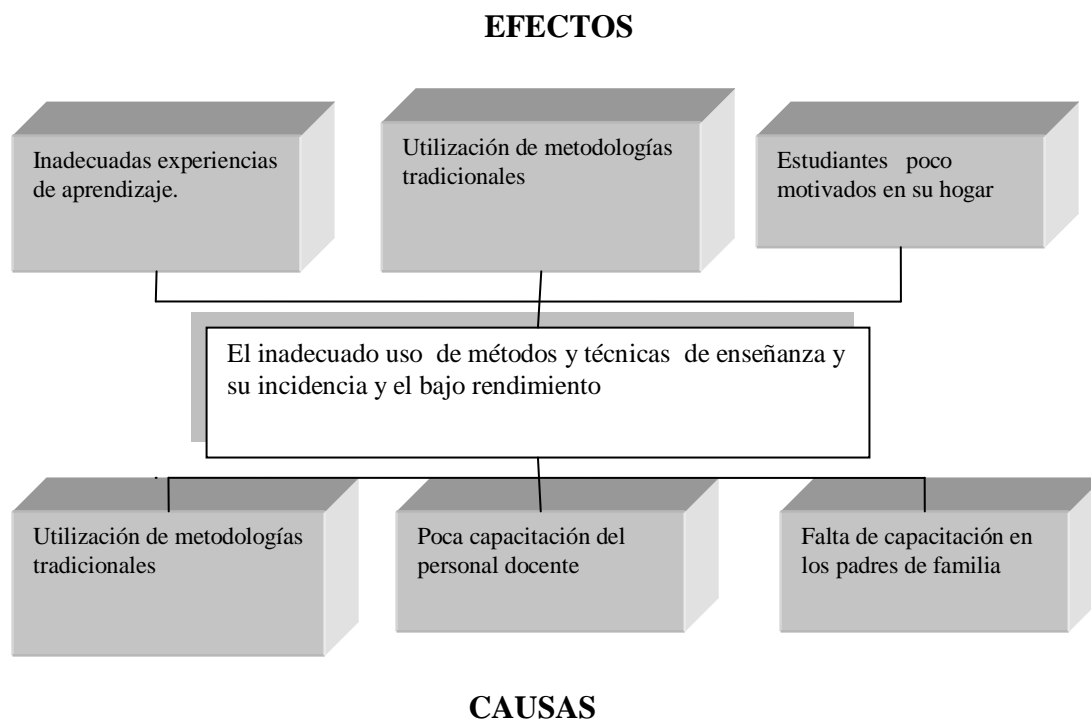 EFECTOS
Inadecuadas experiencias
de aprendizaje.
Utilización de metodologías
tradicionales
Estudiantes poco
motivados en su hogar
El inadecuado uso de métodos y técnicas de enseñanza y
su incidencia y el bajo rendimiento
Utilización de metodologías
tradicionales
Poca capacitación del
personal docente
Falta de capacitación en
los padres de familia
CAUSAS